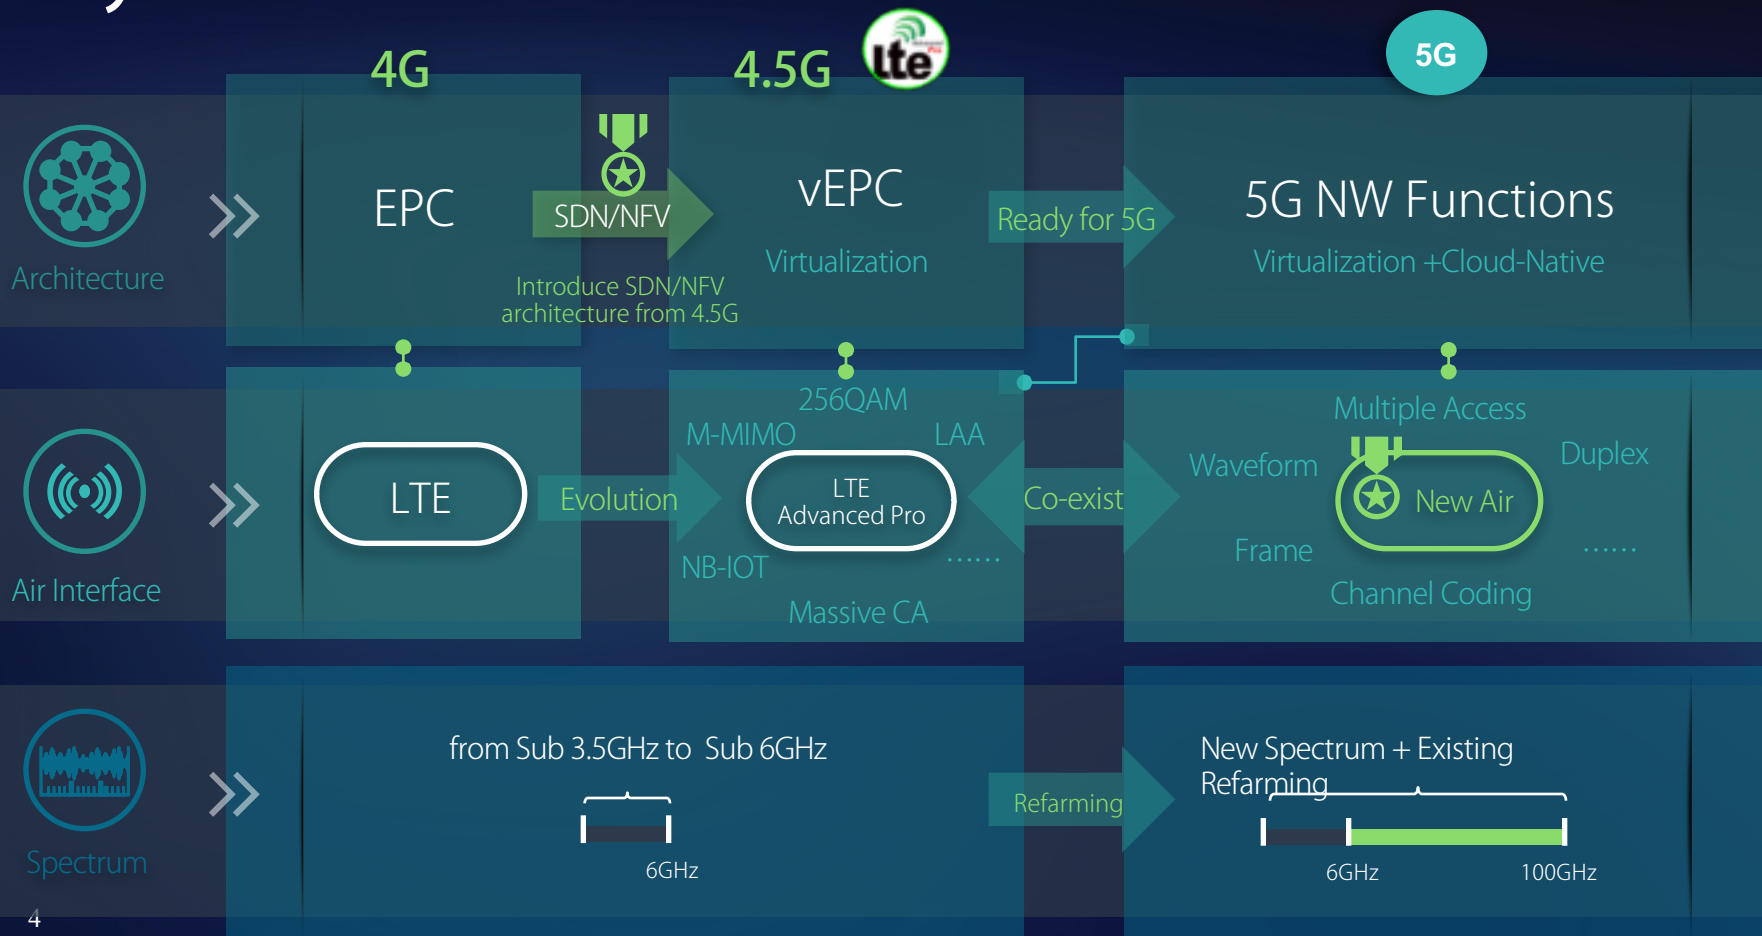 4G
4.5G
lte
5G
Architecture
EPC
SDN/NFV
Introduce SDN/NFV
architecture from 4.5G
vEPC
Virtualization
Ready for 5G
5G NW Functions
Virtualization +Cloud-Native
Air Interface
LTE
Evolution
256QAM
M-MIMO
LAA
LTE
Advanced Pro
NB-IOT
......
Massive CA
Co-exist
Multiple Access
Waveform
Duplex
New Air
Frame
......
Channel Coding
Spectrum
from Sub 3.5GHz to Sub 6GHz
6GHz
Refarming
New Spectrum + Existing
Refarming
6GHz
100GHz
4